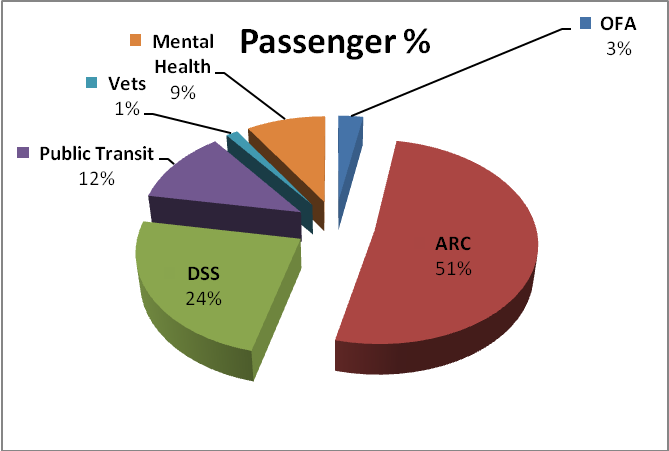 Passenger %
OFA
3%
ARC
51%
DSS
24%
Public Transit
12%
Vets
1%
Mental
Health
9%